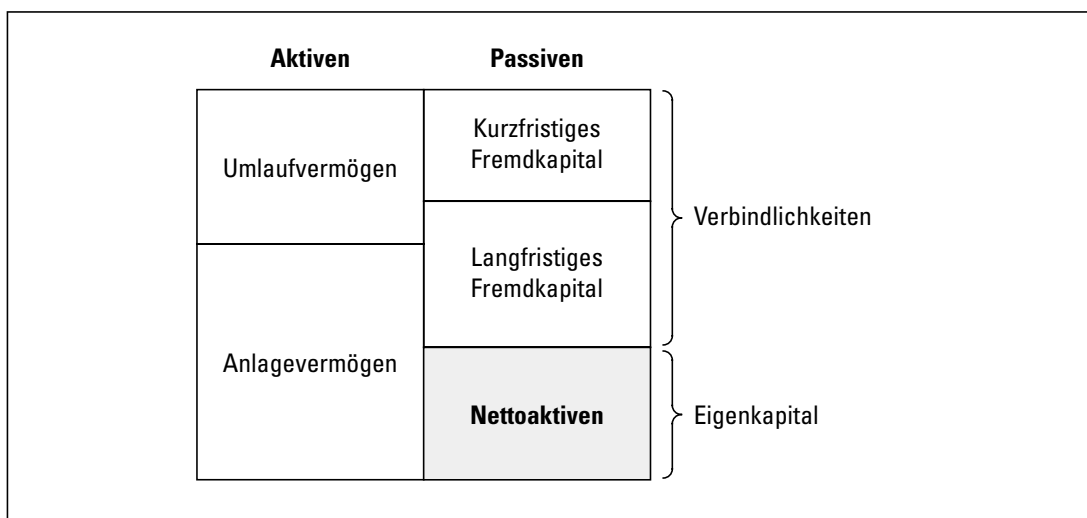 Aktiven Passiven
Umlaufvermögen
Kurzfristiges
Fremdkapital
Verbindlichkeiten
Langfristiges
Fremdkapital
Anlagevermögen
Nettoaktiven
Eigenkapital